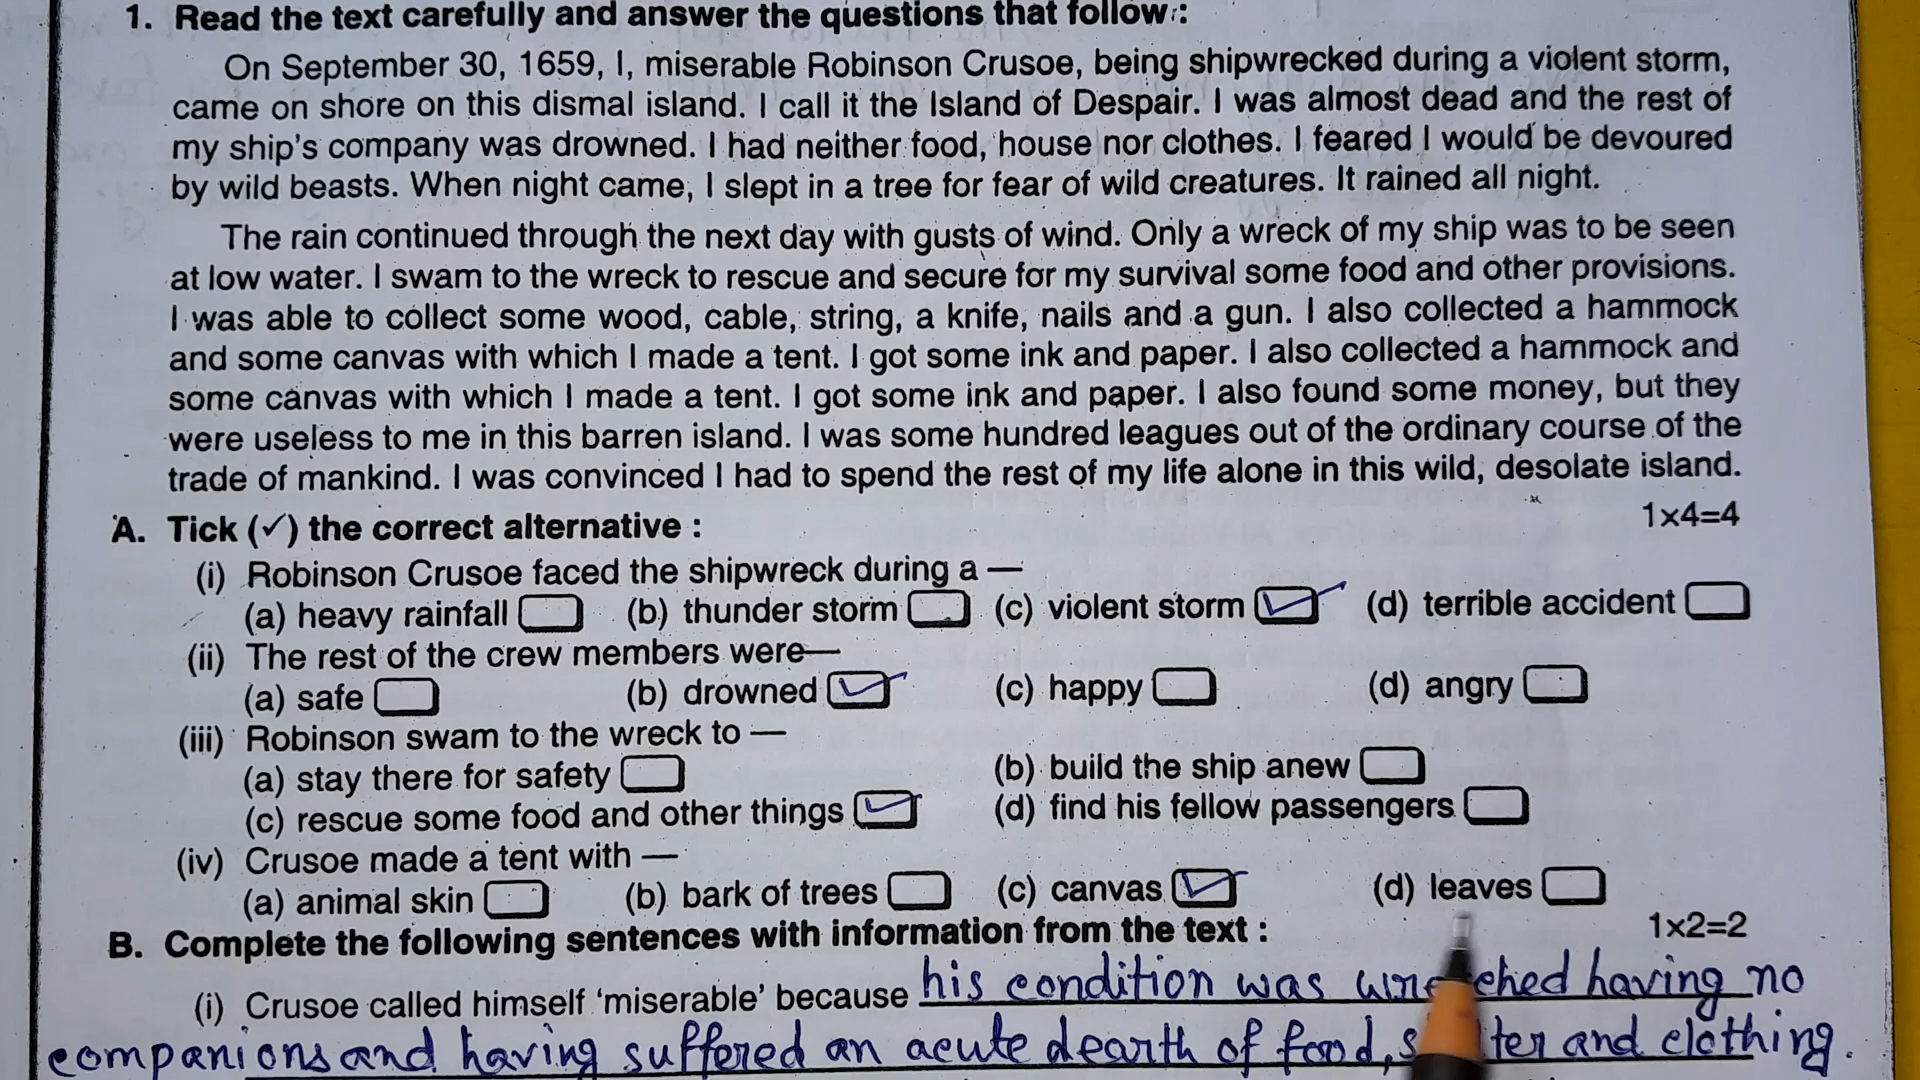 1. Read the text carefully and answer the questions that follow :
On September 30, 1659, I, miserable Robinson Crusoe, being shipwrecked during a violent storm,
came on shore on this dismal island. I call it the Island of Despair. I was almost dead and the rest of
my ship's company was drowned. I had neither food, house nor clothes. I feared I would be devoured
by wild beasts. When night came, I slept in a tree for fear of wild creatures. It rained all night.
The rain continued through the next day with gusts of wind. Only a wreck of my ship was to be seen
at low water. I swam to the wreck to rescue and secure for my survival some food and other provisions.
I was able to collect some wood, cable, string, a knife, nails and a gun. I also collected a hammock
and some canvas with which I made a tent. I got some ink and paper. I also collected a hammock and
some canvas with which I made a tent. I got some ink and paper. I also found some money, but they
were useless to me in this barren island. I was some hundred leagues out of the ordinary course of the
trade of mankind. I was convinced I had to spend the rest of my life alone in this wild, desolate island.
A. Tick (✓) the correct alternative : 1x4=4
(i) Robinson Crusoe faced the shipwreck during a —
(a) heavy rainfall (b) thunder storm (c) violent storm ✓ (d) terrible accident
(ii) The rest of the crew members were—
(a) safe (b) drowned ✓ (c) happy (d) angry
(iii) Robinson swam to the wreck to —
(a) stay there for safety (b) build the ship anew
(c) rescue some food and other things ✓ (d) find his fellow passengers
(iv) Crusoe made a tent with —
(a) animal skin (b) bark of trees (c) canvas ✓ (d) leaves
B. Complete the following sentences with information from the text : 1x2=2
(i) Crusoe called himself 'miserable' because his condition was having no
companions and having suffered an acute dearth of food, and clothing.